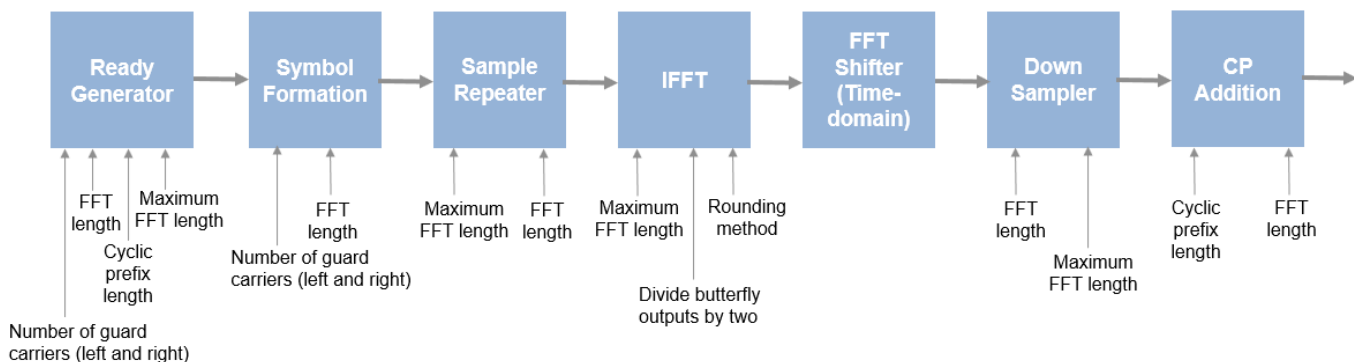 Ready
Generator
Symbol
Formation
Sample
Repeater
IFFT
FFT
Shifter
(Time-
domain)
Down
Sampler
CP
Addition
FFT
length
Maximum
FFT length
Cyclic
prefix
length
Number of guard
carriers (left and right)
FFT
length
Number of guard
carriers (left and right)
Maximum
FFT length
FFT
length
Maximum
FFT length
Rounding
method
Divide butterfly
outputs by two
FFT
length
Maximum
FFT length
Cyclic
prefix
length
FFT
length